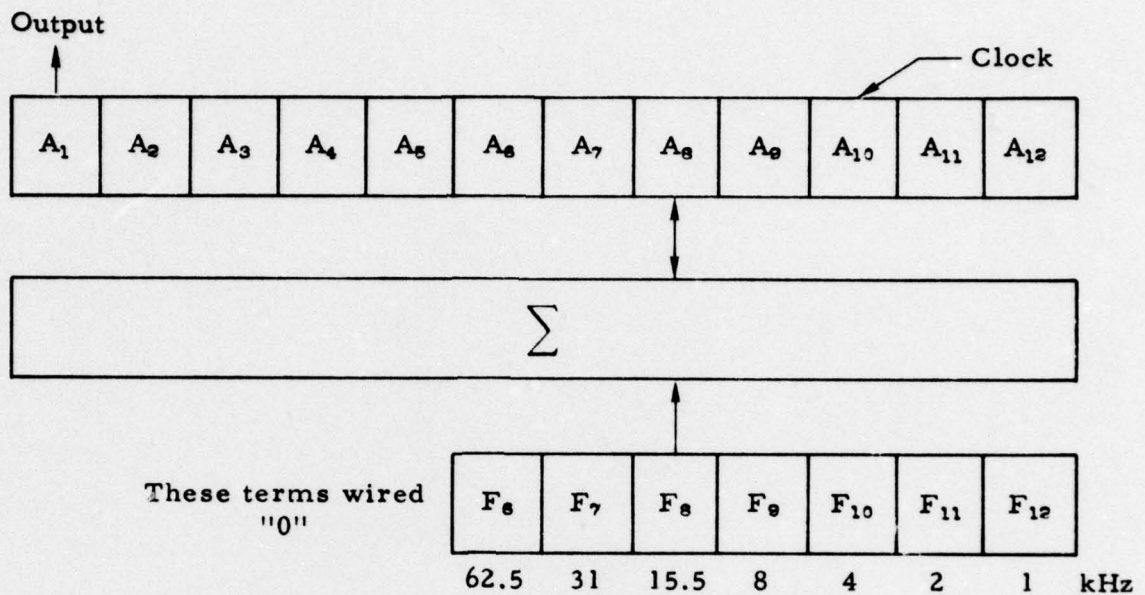 Output
Clock
A₁ A₂ A₃ A₄ A₅ A₆ A₇ A₈ A₉ A₁₀ A₁₁ A₁₂
∑
These terms wired
"0"
F₆ F₇ F₈ F₉ F₁₀ F₁₁ F₁₂
62.5 31 15.5 8 4 2 1 kHz